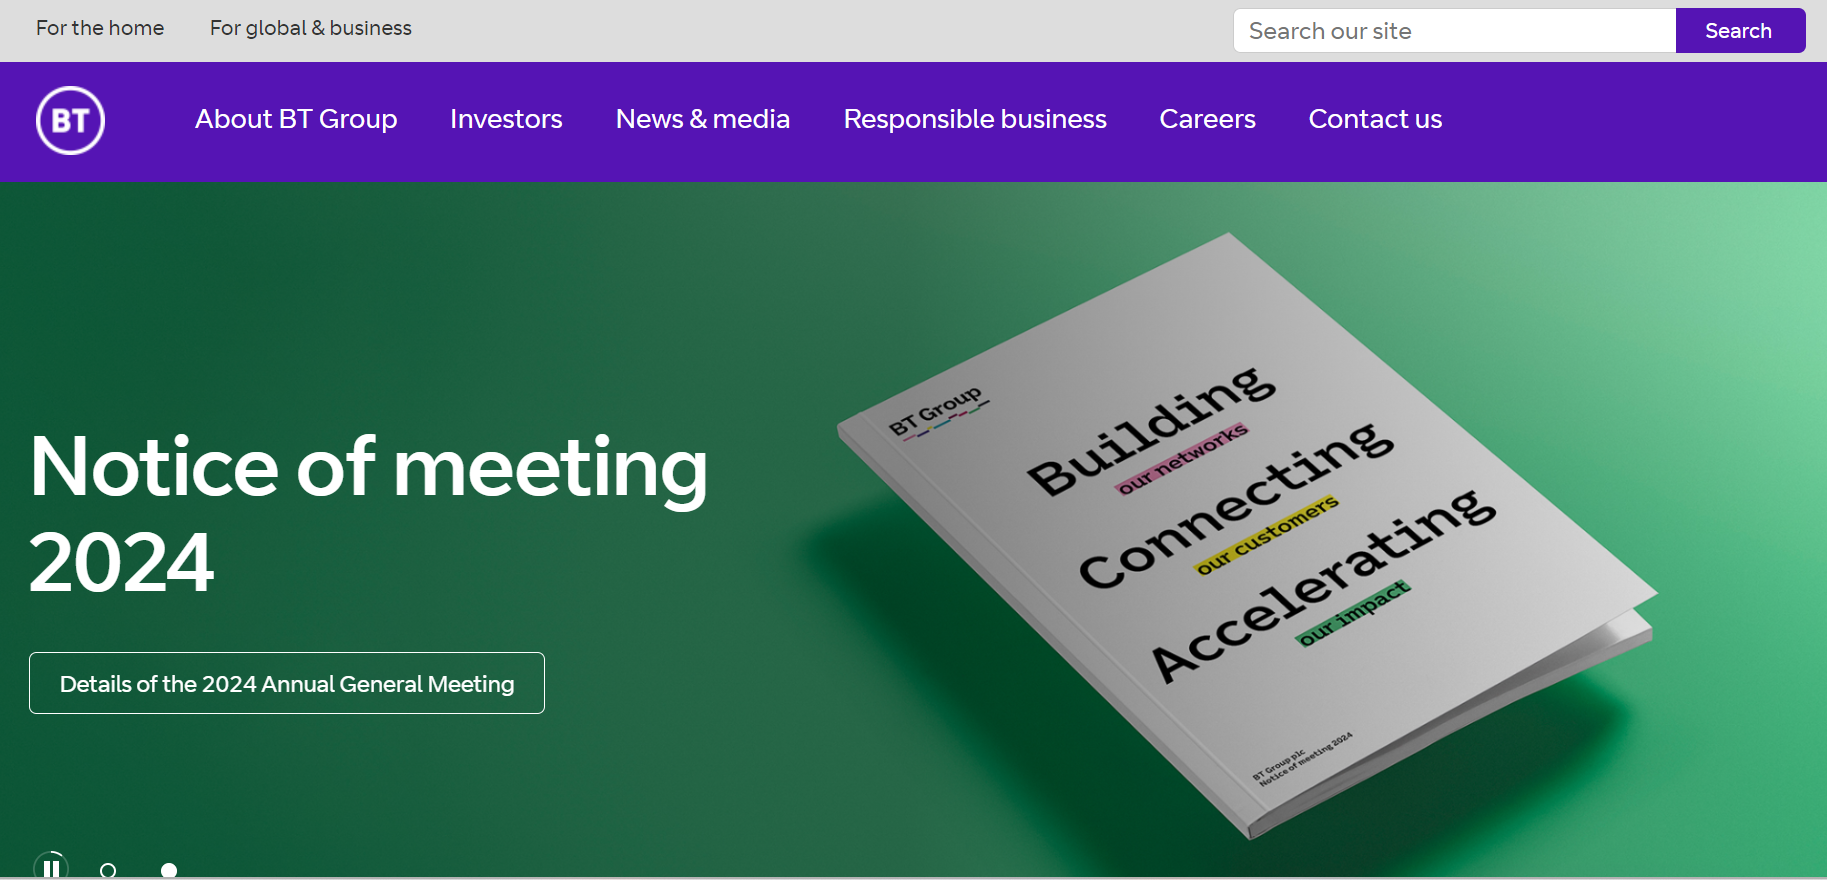 For the home
For global & business
Search our site
Search
BT
About BT Group
Investors
News & media
Responsible business
Careers
Contact us
Notice of meeting
2024
Details of the 2024 Annual General Meeting
BT Group
Building
our networks
Connecting
our customers
Accelerating
our impact
BT Group plc
Notice of meeting 2024